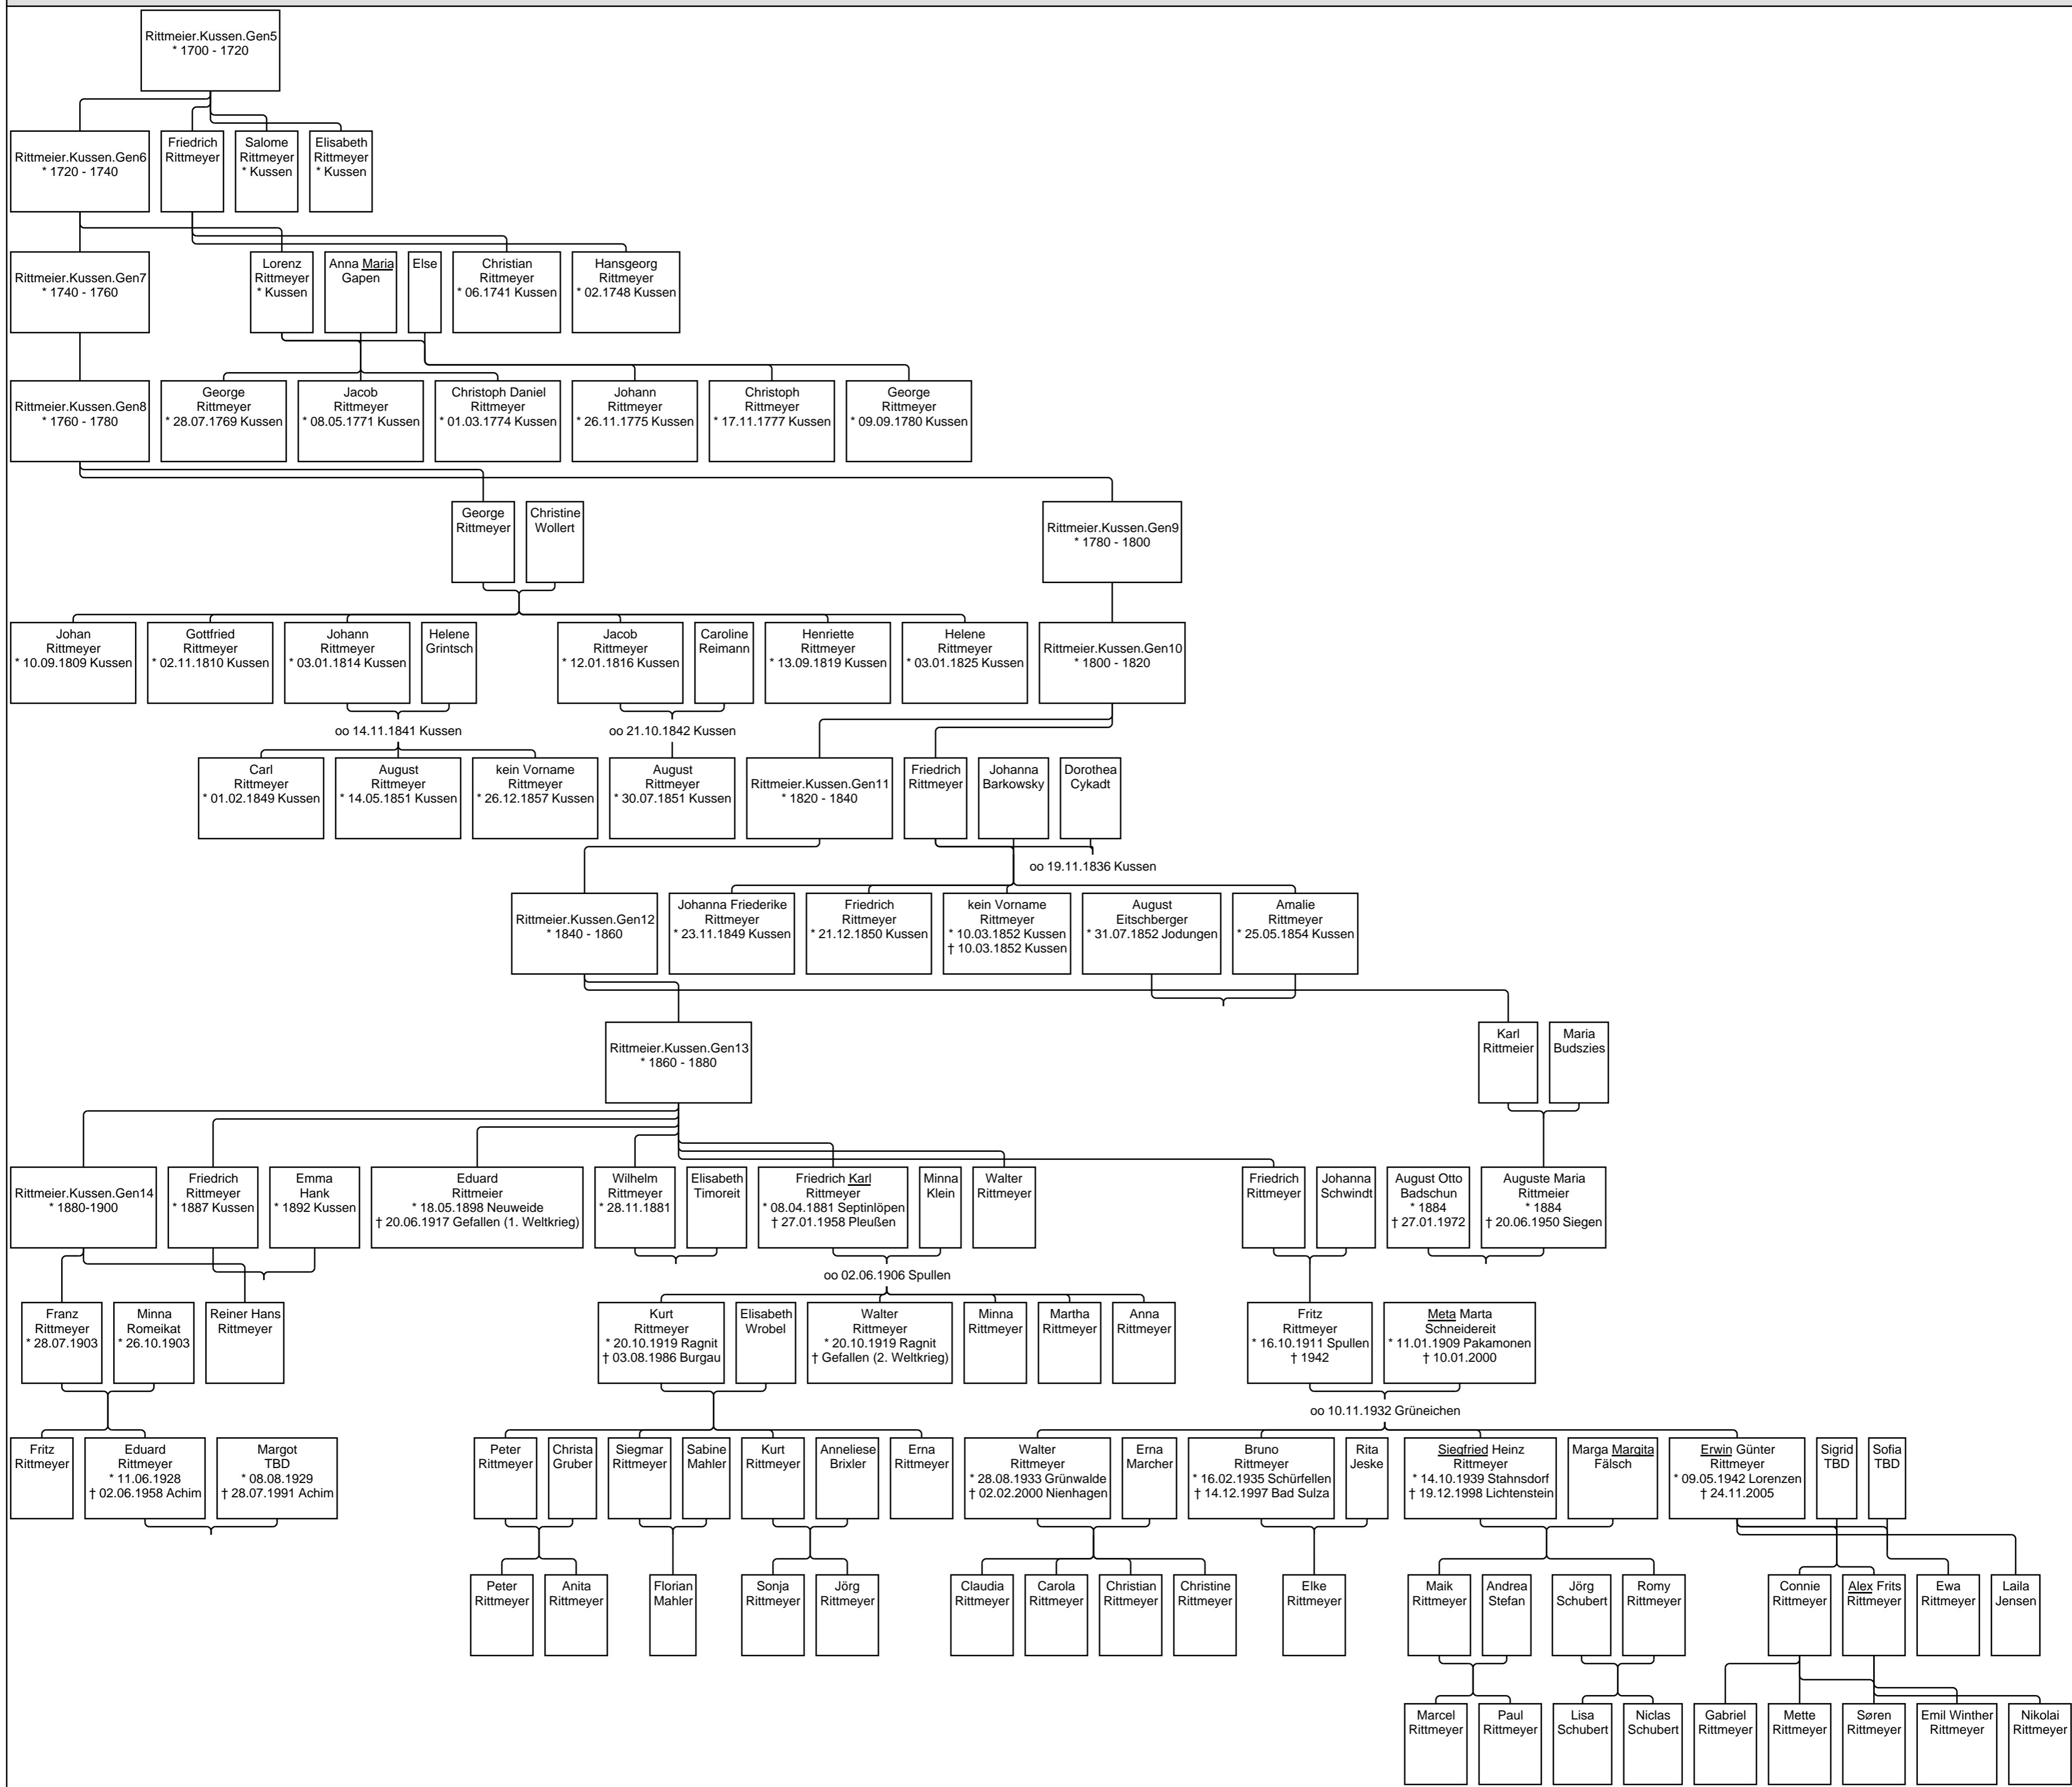 Rittmeier.Kussen.Gen5
* 1700 - 1720
Rittmeier.Kussen.Gen6
* 1720 - 1740
Friedrich
Rittmeyer
Salome
Rittmeyer
* Kussen
Elisabeth
Rittmeyer
* Kussen
Rittmeier.Kussen.Gen7
* 1740 - 1760
Lorenz
Rittmeyer
* Kussen
Anna Maria
Gapen
Else
Christian
Rittmeyer
* 06.1741 Kussen
Hansgeorg
Rittmeyer
* 02.1748 Kussen
Rittmeier.Kussen.Gen8
* 1760 - 1780
George
Rittmeyer
* 28.07.1769 Kussen
Jacob
Rittmeyer
* 08.05.1771 Kussen
Christoph Daniel
Rittmeyer
* 01.03.1774 Kussen
Johann
Rittmeyer
* 26.11.1775 Kussen
Christoph
Rittmeyer
* 17.11.1777 Kussen
George
Rittmeyer
* 09.09.1780 Kussen
George
Rittmeyer
Christine
Wollert
Rittmeier.Kussen.Gen9
* 1780 - 1800
Johan
Rittmeyer
* 10.09.1809 Kussen
Gottfried
Rittmeyer
* 02.11.1810 Kussen
Johann
Rittmeyer
* 03.01.1814 Kussen
Helene
Grintsch
Jacob
Rittmeyer
* 12.01.1816 Kussen
Caroline
Reimann
Henriette
Rittmeyer
* 13.09.1819 Kussen
Helene
Rittmeyer
* 03.01.1825 Kussen
Rittmeier.Kussen.Gen10
* 1800 - 1820
oo 14.11.1841 Kussen
oo 21.10.1842 Kussen
Carl
Rittmeyer
* 01.02.1849 Kussen
August
Rittmeyer
* 14.05.1851 Kussen
kein Vorname
Rittmeyer
* 26.12.1857 Kussen
August
Rittmeyer
* 30.07.1851 Kussen
Rittmeier.Kussen.Gen11
* 1820 - 1840
Friedrich
Rittmeyer
Johanna
Barkowsky
Dorothea
Cykadt
oo 19.11.1836 Kussen
Rittmeier.Kussen.Gen12
* 1840 - 1860
Johanna Friederike
Rittmeyer
* 23.11.1849 Kussen
Friedrich
Rittmeyer
* 21.12.1850 Kussen
kein Vorname
Rittmeyer
* 10.03.1852 Kussen
† 10.03.1852 Kussen
August
Eitschberger
* 31.07.1852 Jodungen
Amalie
Rittmeyer
* 25.05.1854 Kussen
Rittmeier.Kussen.Gen13
* 1860 - 1880
Karl
Rittmeier
Maria
Budszies
Rittmeier.Kussen.Gen14
* 1880-1900
Friedrich
Rittmeyer
* 1887 Kussen
Emma
Hank
* 1892 Kussen
Eduard
Rittmeier
* 18.05.1898 Neuweide
† 20.06.1917 Gefallen (1. Weltkrieg)
Wilhelm
Rittmeyer
* 28.11.1881
Elisabeth
Timoreit
Friedrich Karl
Rittmeyer
* 08.04.1881 Septinlöpen
† 27.01.1958 Pleußen
Minna
Klein
Walter
Rittmeyer
Friedrich
Rittmeyer
Johanna
Schwindt
August Otto
Badschun
* 1884
† 27.01.1972
Auguste Maria
Rittmeier
* 1884
† 20.06.1950 Siegen
oo 02.06.1906 Spullen
Franz
Rittmeyer
* 28.07.1903
Minna
Romeikat
* 26.10.1903
Reiner Hans
Rittmeyer
Kurt
Rittmeyer
* 20.10.1919 Ragnit
† 03.08.1986 Burgau
Elisabeth
Wrobel
Walter
Rittmeyer
* 20.10.1919 Ragnit
† Gefallen (2. Weltkrieg)
Minna
Rittmeyer
Martha
Rittmeyer
Anna
Rittmeyer
Fritz
Rittmeyer
* 16.10.1911 Spullen
† 1942
Meta Marta
Schneidereit
* 11.01.1909 Pakamonen
† 10.01.2000
oo 10.11.1932 Grüneichen
Fritz
Rittmeyer
Eduard
Rittmeyer
* 11.06.1928
† 02.06.1958 Achim
Margot
TBD
* 08.08.1929
† 28.07.1991 Achim
Peter
Rittmeyer
Christa
Gruber
Siegmar
Rittmeyer
Sabine
Mahler
Kurt
Rittmeyer
Anneliese
Brixler
Erna
Rittmeyer
Walter
Rittmeyer
* 28.08.1933 Grünwalde
† 02.02.2000 Nienhagen
Erna
Marcher
Bruno
Rittmeyer
* 16.02.1935 Schürfellen
† 14.12.1997 Bad Sulza
Rita
Jeske
Siegfried Heinz
Rittmeyer
* 14.10.1939 Stahnsdorf
† 19.12.1998 Lichtenstein
Marga Margita
Fälsch
Erwin Günter
Rittmeyer
* 09.05.1942 Lorenzen
† 24.11.2005
Sigrid
TBD
Sofia
TBD
Peter
Rittmeyer
Anita
Rittmeyer
Florian
Mahler
Sonja
Rittmeyer
Jörg
Rittmeyer
Claudia
Rittmeyer
Carola
Rittmeyer
Christian
Rittmeyer
Christine
Rittmeyer
Elke
Rittmeyer
Maik
Rittmeyer
Andrea
Stefan
Jörg
Schubert
Romy
Rittmeyer
Connie
Rittmeyer
Alex Frits
Rittmeyer
Ewa
Rittmeyer
Laila
Jensen
Marcel
Rittmeyer
Paul
Rittmeyer
Lisa
Schubert
Niclas
Schubert
Gabriel
Rittmeyer
Mette
Rittmeyer
Søren
Rittmeyer
Emil Winther
Rittmeyer
Nikolai
Rittmeyer